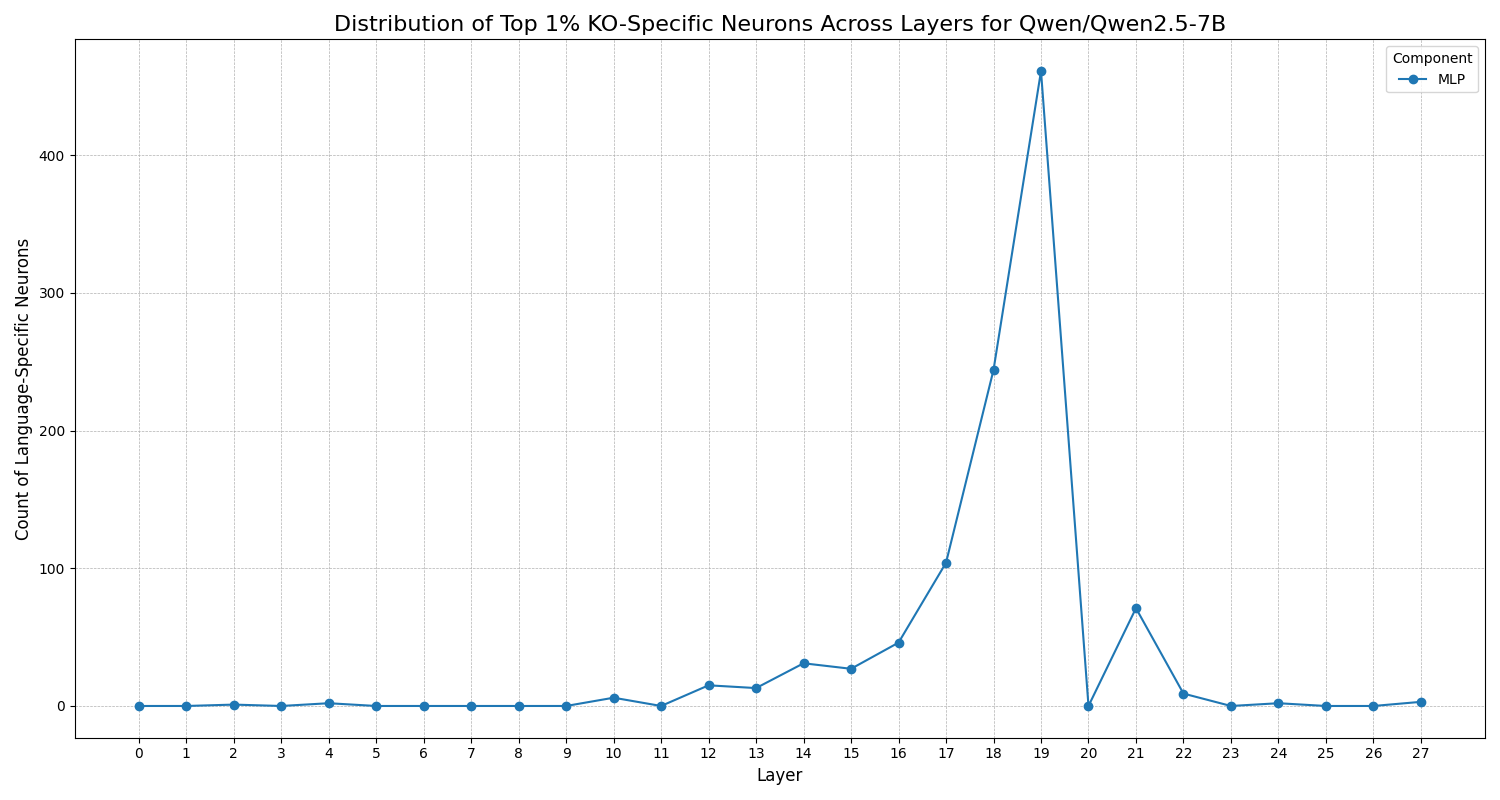 Distribution of Top 1% KO-Specific Neurons Across Layers for Qwen/Qwen2.5-7B
Component
MLP
Count of Language-Specific Neurons
400
300
200
100
0
0 1 2 3 4 5 6 7 8 9 10 11 12 13 14 15 16 17 18 19 20 21 22 23 24 25 26 27
Layer